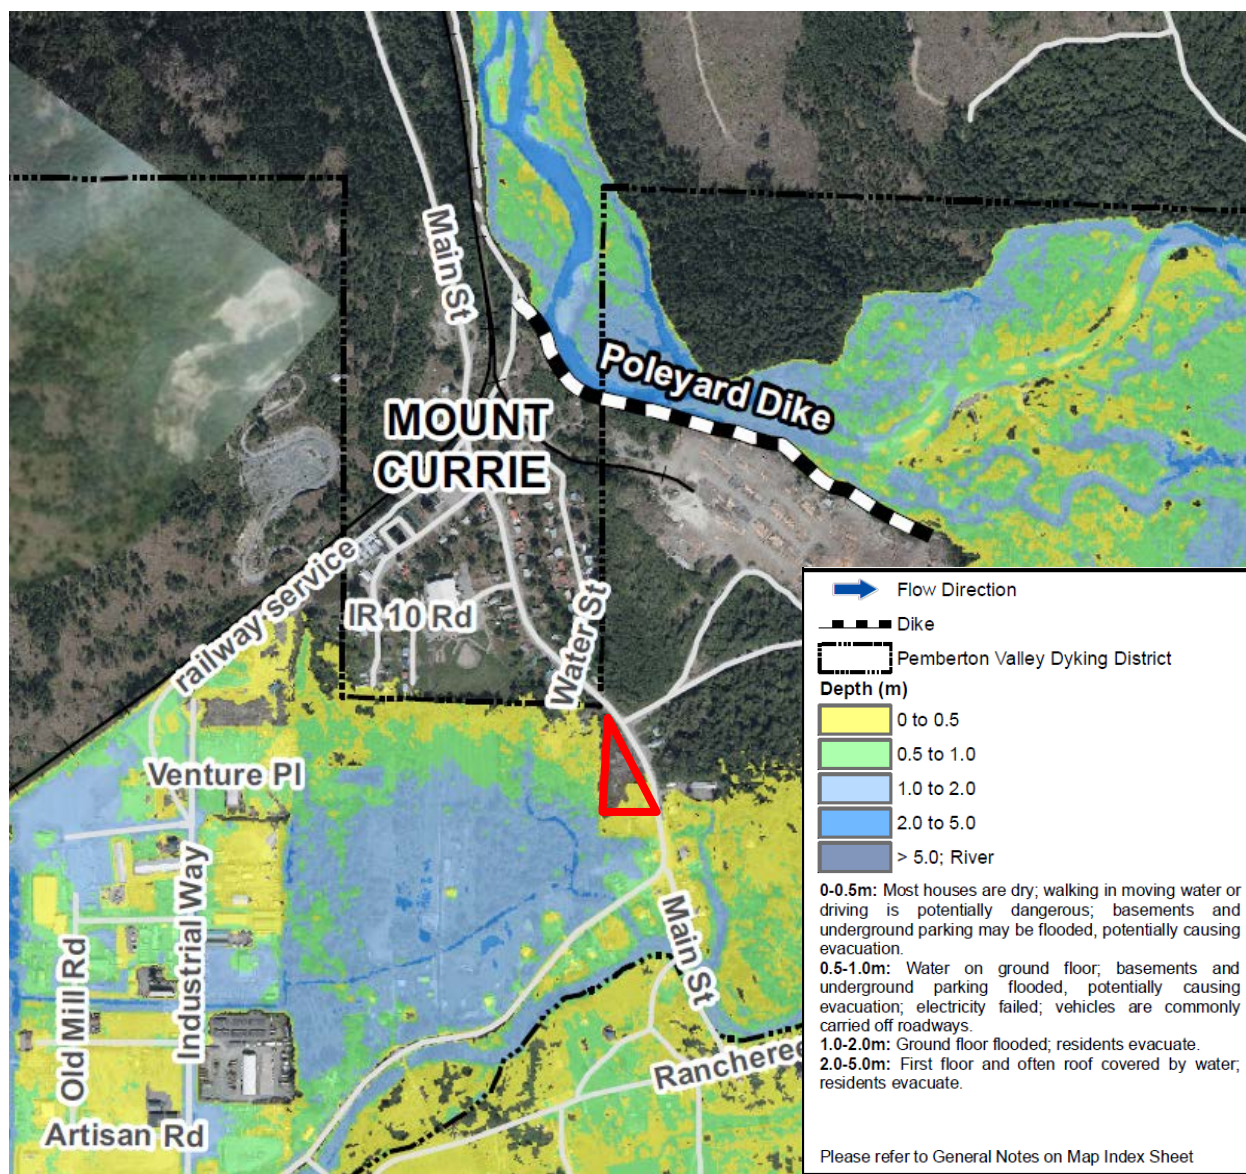 Main St
Poleyard Dike
MOUNT
CURRIE
railway service
IR 10 Rd
Water St
Venture Pl
Industrial Way
Old Mill Rd
Main St
Rancheree
Artisan Rd
Flow Direction
Dike
Pemberton Valley Dyking District
Depth (m)
0 to 0.5
0.5 to 1.0
1.0 to 2.0
2.0 to 5.0
> 5.0; River
0-0.5m: Most houses are dry; walking in moving water or
driving is potentially dangerous; basements and
underground parking may be flooded, potentially causing
evacuation.
0.5-1.0m: Water on ground floor; basements and
underground parking flooded, potentially causing
evacuation; electricity failed; vehicles are commonly
carried off roadways.
1.0-2.0m: Ground floor flooded; residents evacuate.
2.0-5.0m: First floor and often roof covered by water;
residents evacuate.
Please refer to General Notes on Map Index Sheet